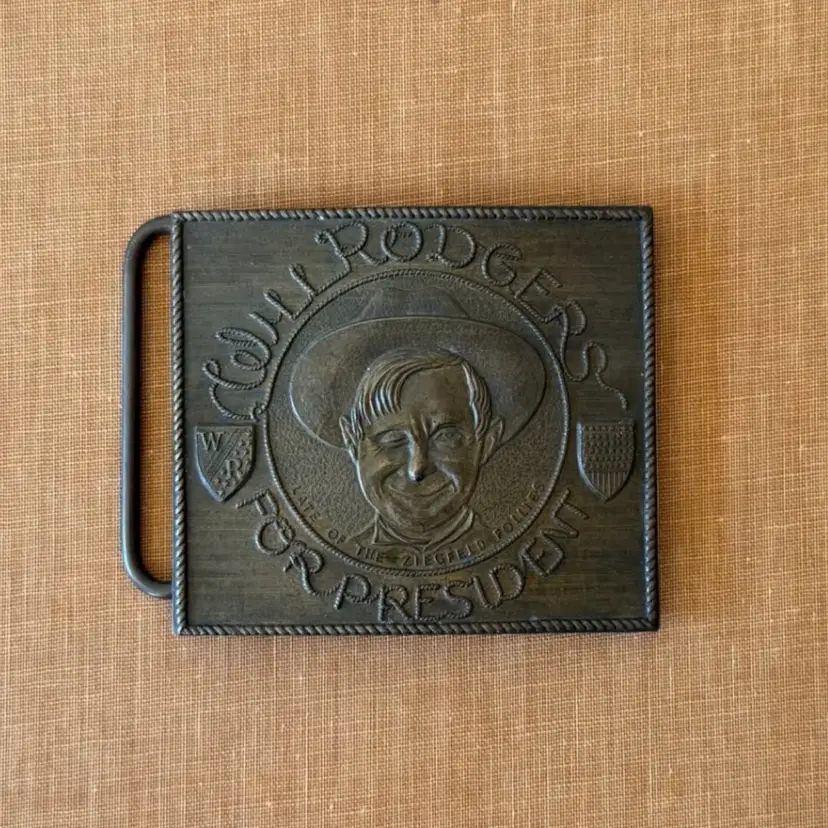 WILL RODGERS
W
R
LATE OF THE ZIEGFELD FOLLIES
FOR PRESIDENT